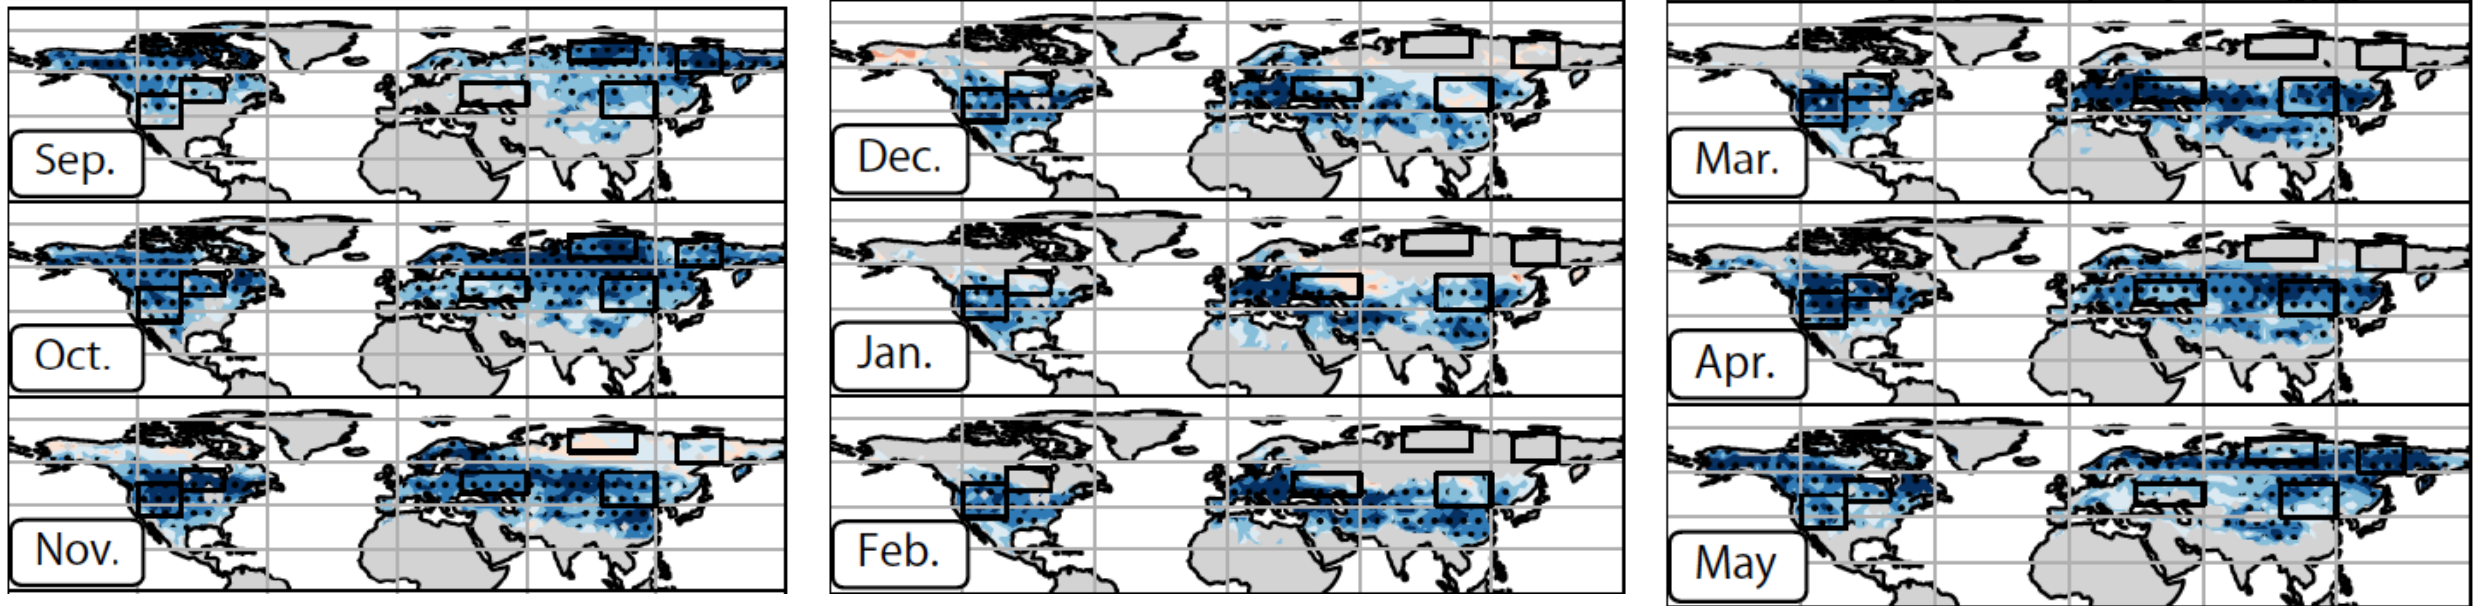 Sep.
Oct.
Nov.
Dec.
Jan.
Feb.
Mar.
Apr.
May